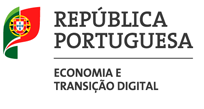 REPÚBLICA
PORTUGUESA
ECONOMIA E
TRANSIÇÃO DIGITAL